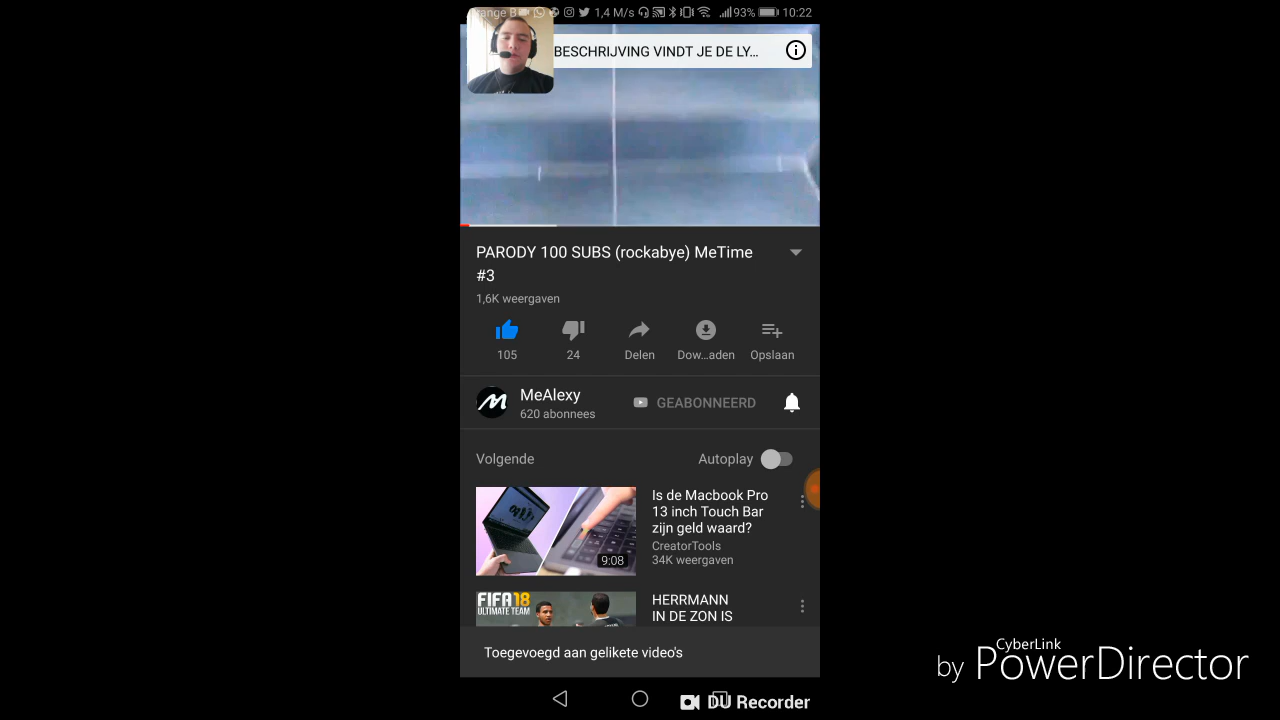 ange B 1,4 M/s 93% 10:22
BESCHRIJVING VINDT JE DE LY...
PARODY 100 SUBS (rockabye) MeTime
#3
1,6K weergaven
105 24 Delen Dow...aden Opslaan
MeAlexy
620 abonnees
GEABONNEERD
Volgende Autoplay
Is de Macbook Pro
13 inch Touch Bar
zijn geld waard?
CreatorTools
34K weergaven
9:08
FIFA18
ULTIMATE TEAM
HERRMANN
IN DE ZON IS
Toegevoegd aan gelikete video's
DU Recorder
CyberLink
by PowerDirector